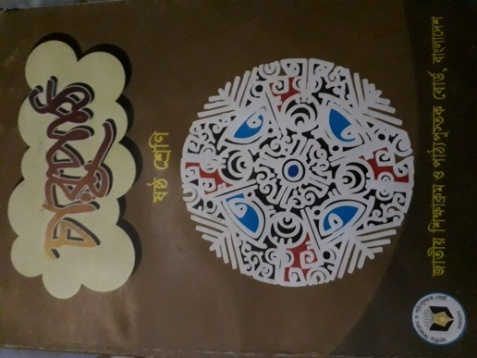 চারুপাঠ
ষষ্ঠ শ্রেণি
জাতীয় শিক্ষাক্রম ও পাঠ্যপুস্তক বোর্ড, বাংলাদেশ